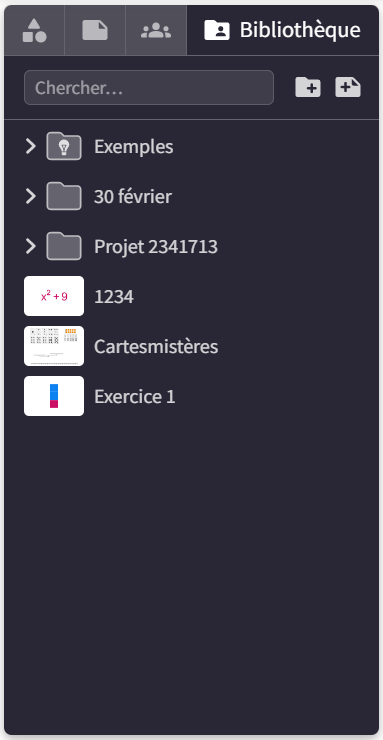 Bibliothèque
Chercher...
Exemples
30 février
Projet 2341713
x² + 9
1234
Cartesmistères
Exercice 1